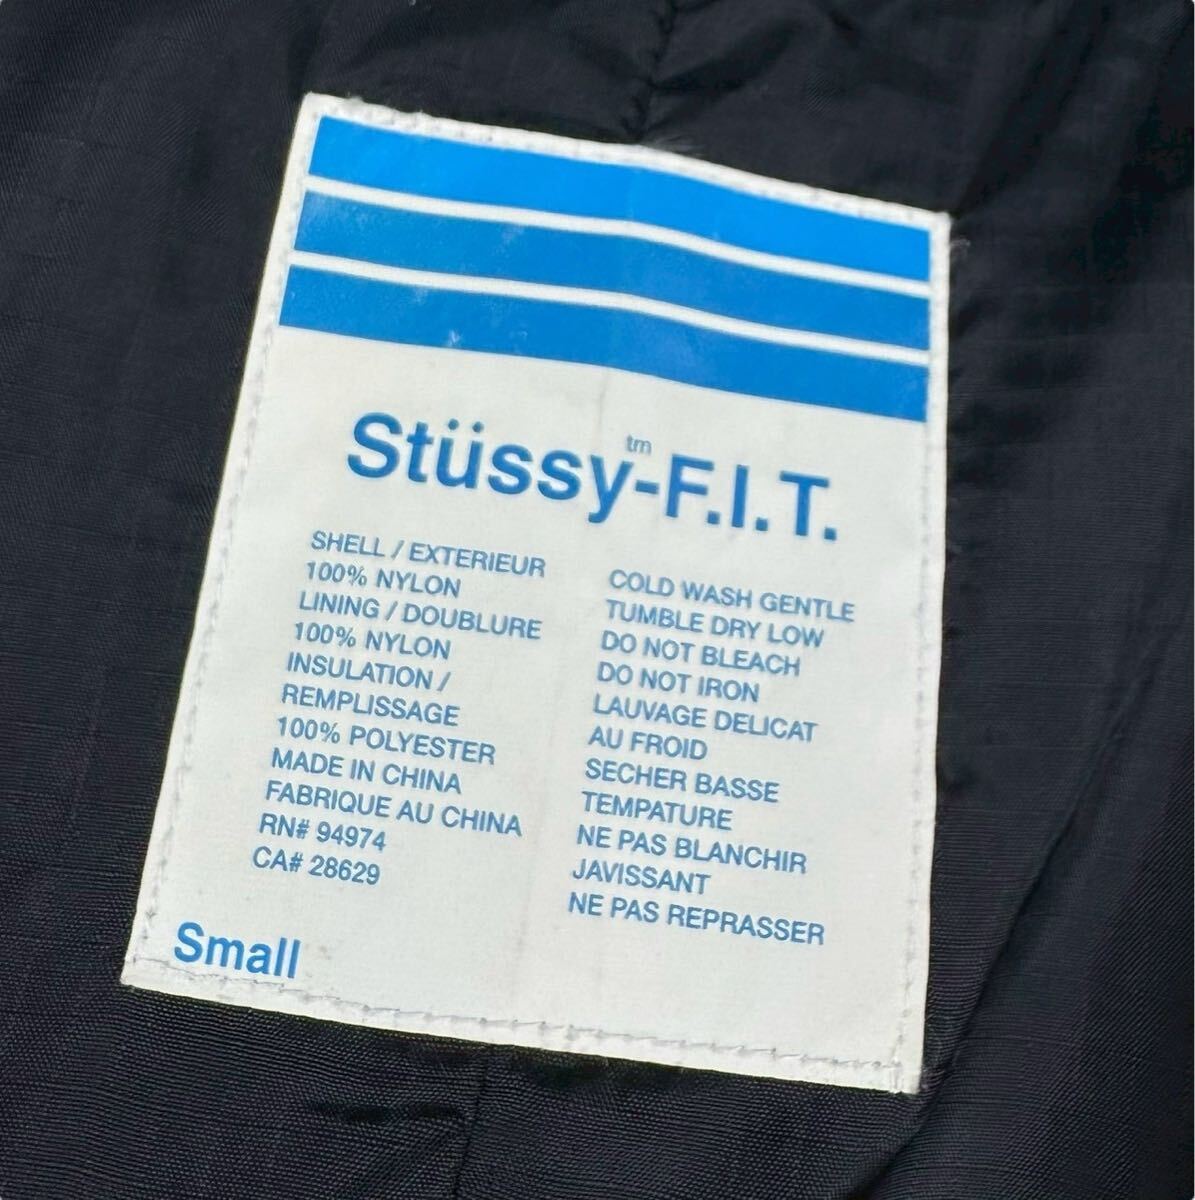 Stüssy-F.I.T.™
SHELL / EXTERIEUR
100% NYLON
LINING / DOUBLURE
100% NYLON
INSULATION /
REMPLISSAGE
100% POLYESTER
MADE IN CHINA
FABRIQUE AU CHINA
RN# 94974
CA# 28629
COLD WASH GENTLE
TUMBLE DRY LOW
DO NOT BLEACH
DO NOT IRON
LAUVAGE DELICAT
AU FROID
SECHER BASSE
TEMPATURE
NE PAS BLANCHIR
JAVISSANT
NE PAS REPRASSER
Small